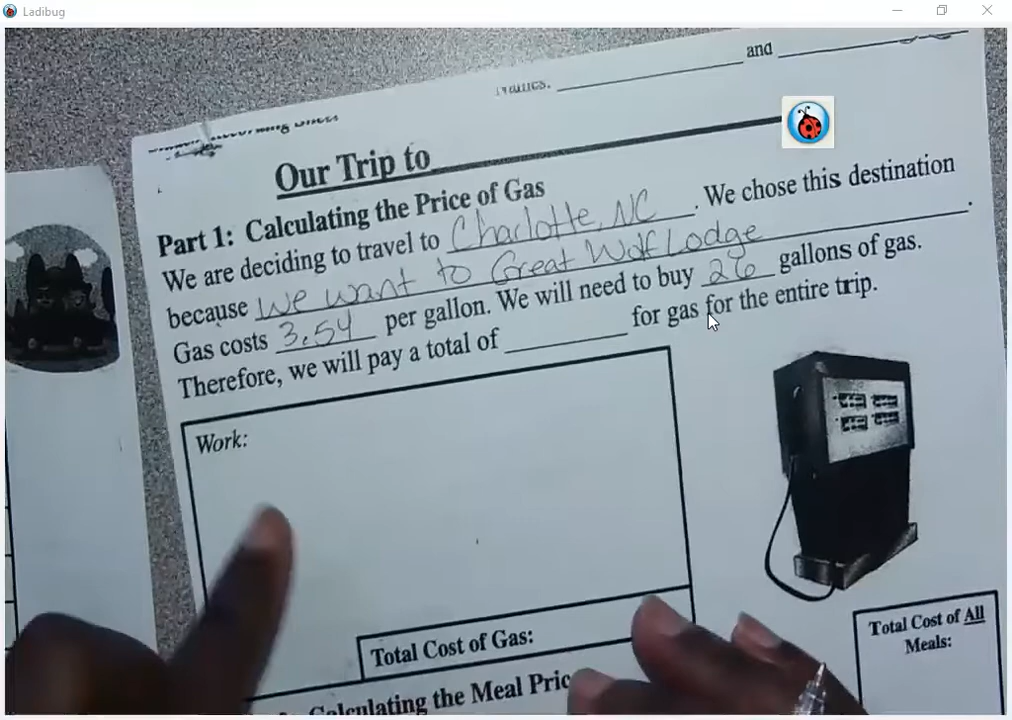 Ladibug
and
Our Trip to
Part 1: Calculating the Price of Gas
We are deciding to travel to Charlotte, NC. We chose this destination
because We want to Great Wolf Lodge.
Gas costs 3.54 per gallon. We will need to buy 26 gallons of gas.
Therefore, we will pay a total of for gas for the entire trip.
Work:
Total Cost of Gas:
Total Cost of All
Meals:
Calculating the Meal Pric